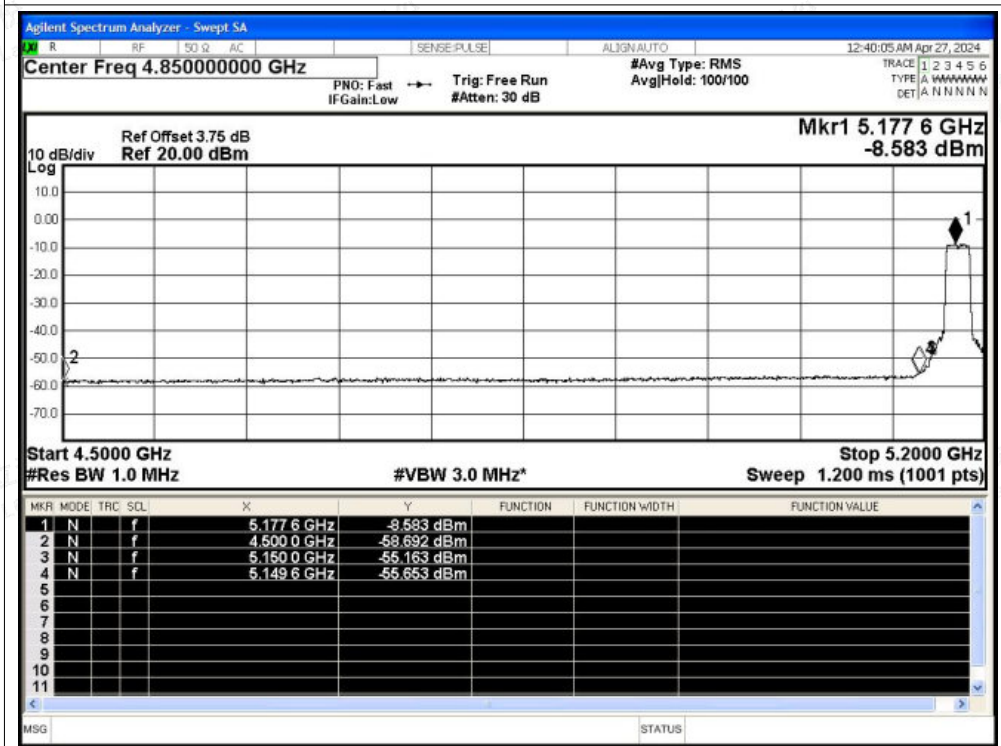 Agilent Spectrum Analyzer - Swept SA
LXI R RF 50 Ω AC SENSE:PULSE ALIGNAUTO 12:40:05 AM Apr 27, 2024
Center Freq 4.850000000 GHz #Avg Type: RMS TRACE 1 2 3 4 5 6
PNO: Fast Trig: Free Run Avg|Hold: 100/100 TYPE A WWWWW
IFGain:Low #Atten: 30 dB DET A N N N N N
Mkr1 5.177 6 GHz
Ref Offset 3.75 dB
10 dB/div Ref 20.00 dBm -8.583 dBm
Log
10.0
0.00
1
-10.0
-20.0
-30.0
-40.0
-50.0
2
-60.0
-70.0
Start 4.5000 GHz Stop 5.2000 GHz
#Res BW 1.0 MHz #VBW 3.0 MHz* Sweep 1.200 ms (1001 pts)
MKR MODE TRC SCL X Y FUNCTION FUNCTION WIDTH FUNCTION VALUE
1 N f 5.177 6 GHz -8.583 dBm
2 N f 4.500 0 GHz -58.692 dBm
3 N f 5.150 0 GHz -55.163 dBm
4 N f 5.149 6 GHz -55.653 dBm
5
6
7
8
9
10
11
MSG STATUS